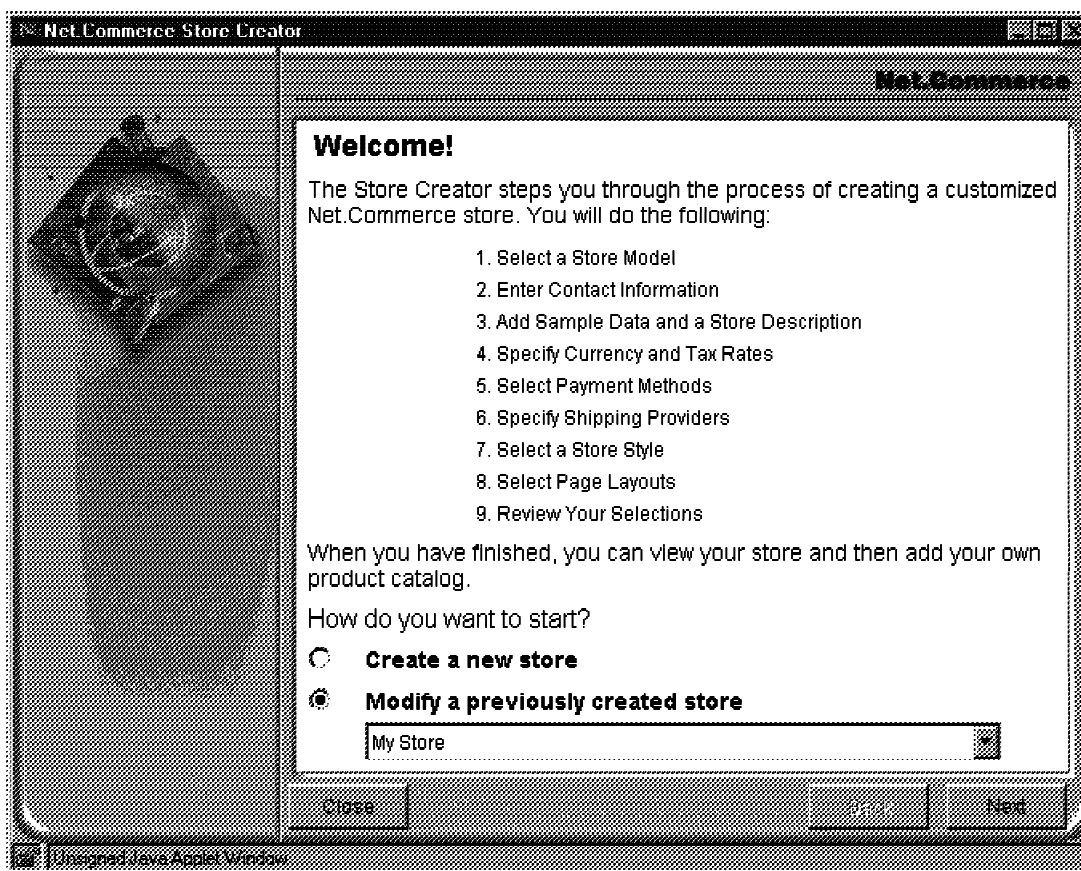 Net.Commerce Store Creator
Net.Commerce
Welcome!
The Store Creator steps you through the process of creating a customized
Net.Commerce store. You will do the following:
1. Select a Store Model
2. Enter Contact Information
3. Add Sample Data and a Store Description
4. Specify Currency and Tax Rates
5. Select Payment Methods
6. Specify Shipping Providers
7. Select a Store Style
8. Select Page Layouts
9. Review Your Selections
When you have finished, you can view your store and then add your own
product catalog.
How do you want to start?
Create a new store
Modify a previously created store
My Store
Close
Back
Next
Unsigned Java Applet Window